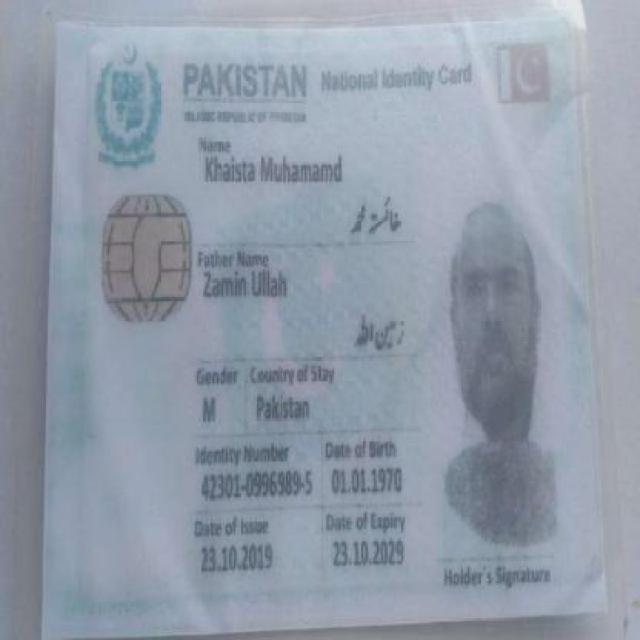 PAKISTAN National Identity Card
ISLAMIC REPUBLIC OF PAKISTAN
Name
Khaista Muhamamd
خائستہ محمد
Father Name
Zamin Ullah
زمین اللہ
Gender Country of Stay
M Pakistan
Identity Number Date of Birth
42301-0996989-5 01.01.1970
Date of Issue Date of Expiry
23.10.2019 23.10.2029
Holder's Signature